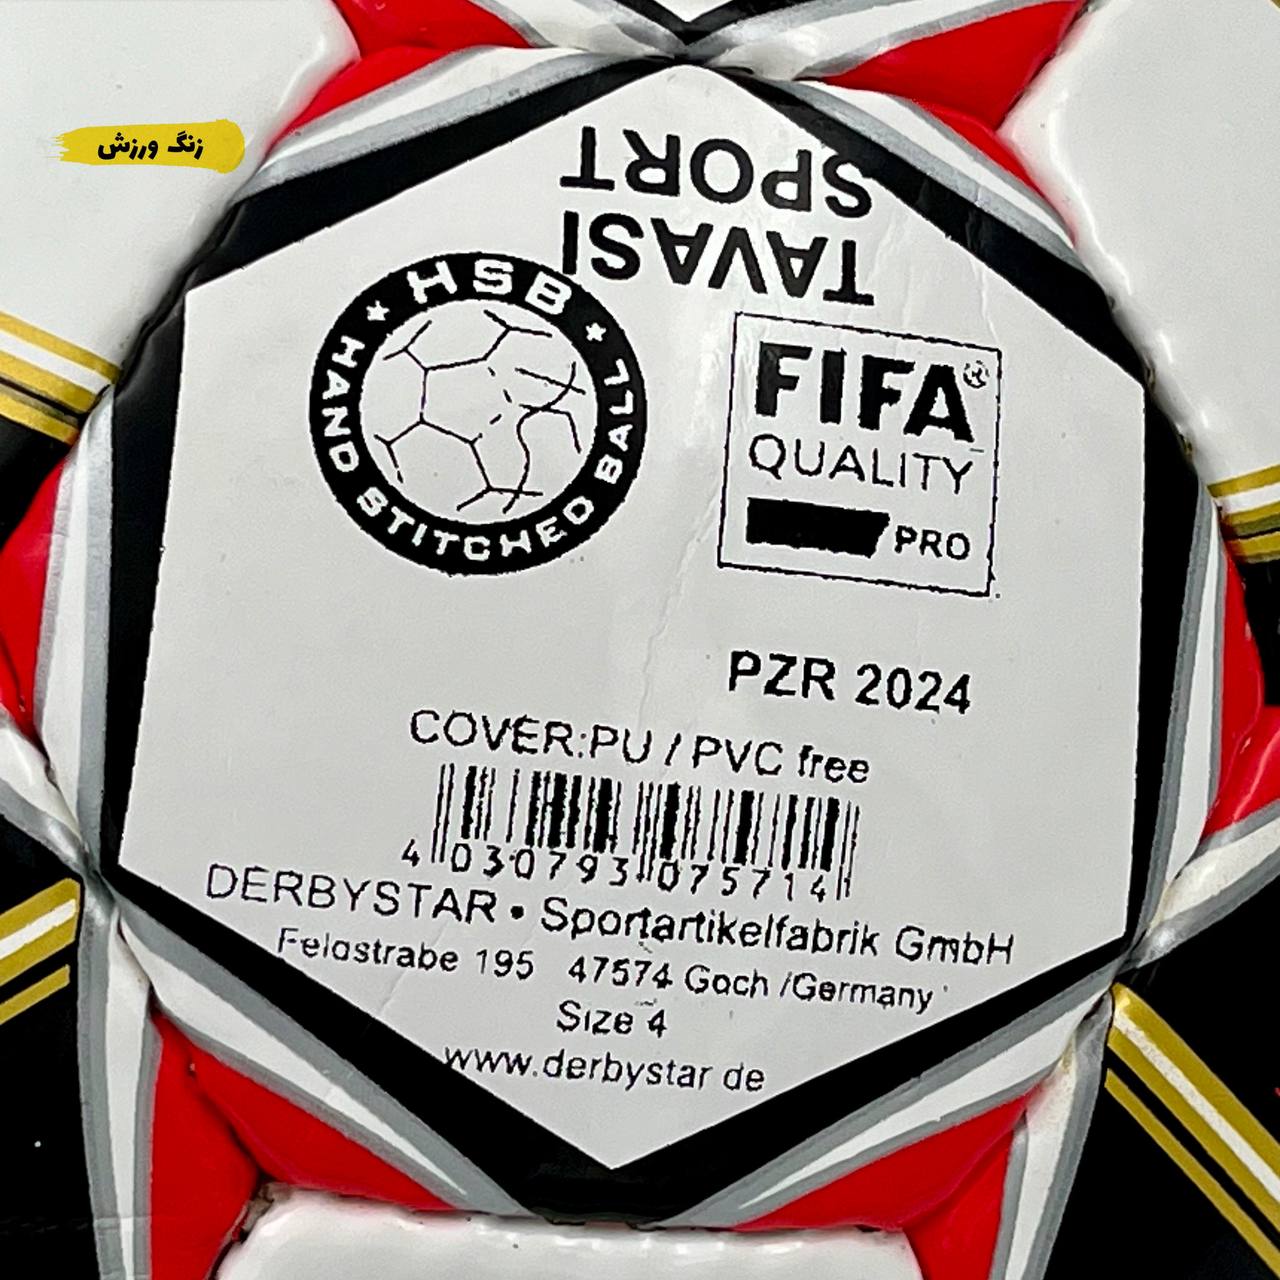 زنگ ورزش
TAVASI
SPORT
HSB
HAND STITCHED BALL
FIFA®
QUALITY
PRO
PZR 2024
COVER:PU / PVC free
4 030793 075714
DERBYSTAR • Sportartikelfabrik GmbH
Feldstrabe 195 47574 Goch /Germany
Size 4
www.derbystar de